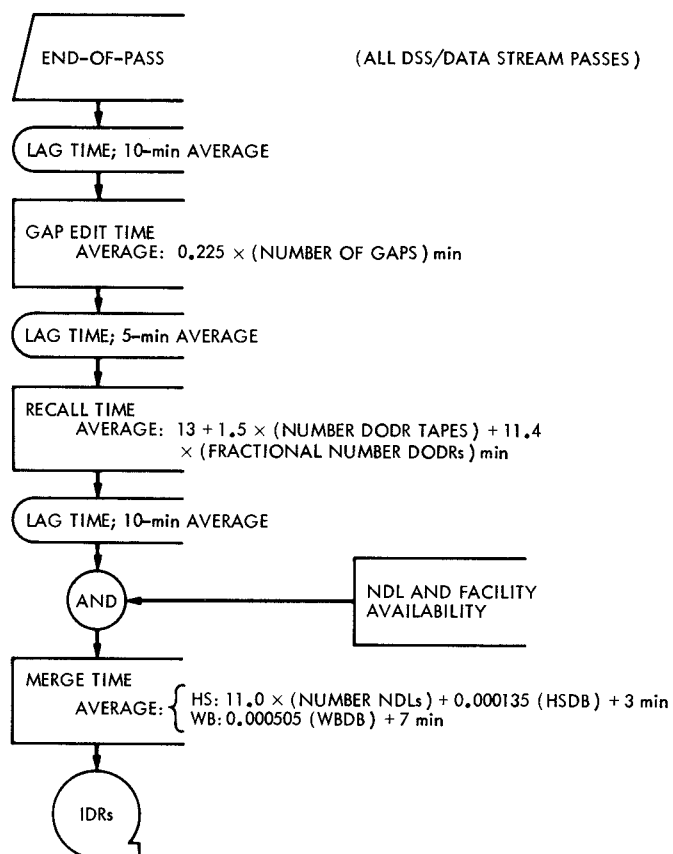 END-OF-PASS (ALL DSS/DATA STREAM PASSES)
LAG TIME; 10-min AVERAGE
GAP EDIT TIME
AVERAGE: 0.225 × (NUMBER OF GAPS) min
LAG TIME; 5-min AVERAGE
RECALL TIME
AVERAGE: 13 + 1.5 × (NUMBER DODR TAPES) + 11.4
× (FRACTIONAL NUMBER DODRs) min
LAG TIME; 10-min AVERAGE
AND
NDL AND FACILITY
AVAILABILITY
MERGE TIME
AVERAGE: { HS: 11.0 × (NUMBER NDLs) + 0.000135 (HSDB) + 3 min
WB: 0.000505 (WBDB) + 7 min
IDRs